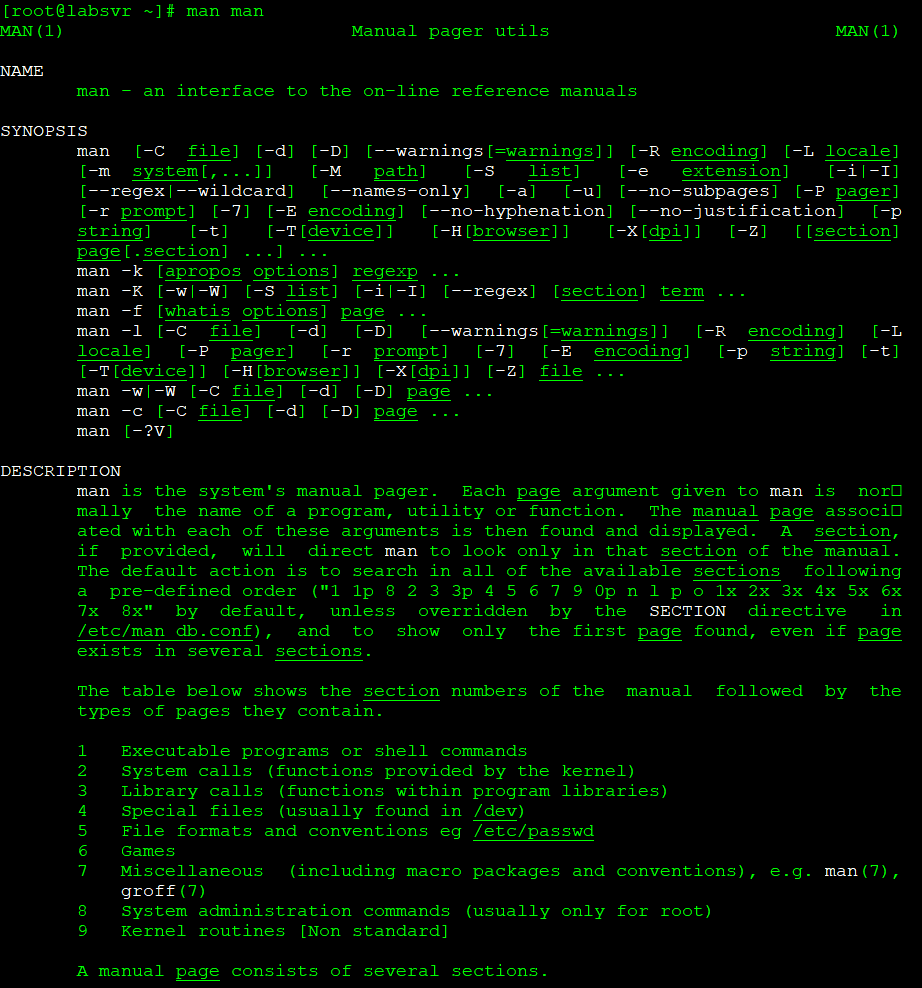 [root@labsvr ~]# man man
MAN(1)                          Manual pager utils                          MAN(1)
NAME
man - an interface to the on-line reference manuals
SYNOPSIS
man  [-C  file] [-d] [-D] [--warnings[=warnings]] [-R encoding] [-L locale]
[-m  system[,...]]  [-M  path]  [-S  list]  [-e  extension]  [-i|-I]
[--regex|--wildcard]  [--names-only]  [-a]  [-u]  [--no-subpages] [-P pager]
[-r prompt] [-7] [-E encoding] [--no-hyphenation] [--no-justification] [-p
string]  [-t]  [-T[device]]  [-H[browser]]  [-X[dpi]]  [-Z]  [[section]
page[.section] ...] ...
man -k [apropos options] regexp ...
man -K [-w|-W] [-S list] [-i|-I] [--regex] [section] term ...
man -f [whatis options] page ...
man -l [-C  file]  [-d]  [-D]  [--warnings[=warnings]]  [-R  encoding]  [-L
locale]  [-P  pager]  [-r  prompt]  [-7]  [-E  encoding]  [-p  string]  [-t]
[-T[device]] [-H[browser]] [-X[dpi]] [-Z] file ...
man -w|-W [-C file] [-d] [-D] page ...
man -c [-C file] [-d] [-D] page ...
man [-?V]
DESCRIPTION
man is the system's manual pager.  Each page argument given to man is  nor□
mally  the name of a program, utility or function.  The manual page associ□
ated with each of these arguments is then found and displayed.  A  section,
if  provided,  will  direct man to look only in that section of the manual.
The default action is to search in all of the available sections  following
a  pre-defined order ("1 1p 8 2 3 3p 4 5 6 7 9 0p n l p o 1x 2x 3x 4x 5x 6x
7x  8x"  by  default,  unless  overridden  by  the  SECTION  directive  in
/etc/man_db.conf),  and  to  show  only  the first page found, even if page
exists in several sections.
The table below shows the section numbers of the  manual  followed  by  the
types of pages they contain.
1   Executable programs or shell commands
2   System calls (functions provided by the kernel)
3   Library calls (functions within program libraries)
4   Special files (usually found in /dev)
5   File formats and conventions eg /etc/passwd
6   Games
7   Miscellaneous  (including macro packages and conventions), e.g. man(7),
groff(7)
8   System administration commands (usually only for root)
9   Kernel routines [Non standard]
A manual page consists of several sections.